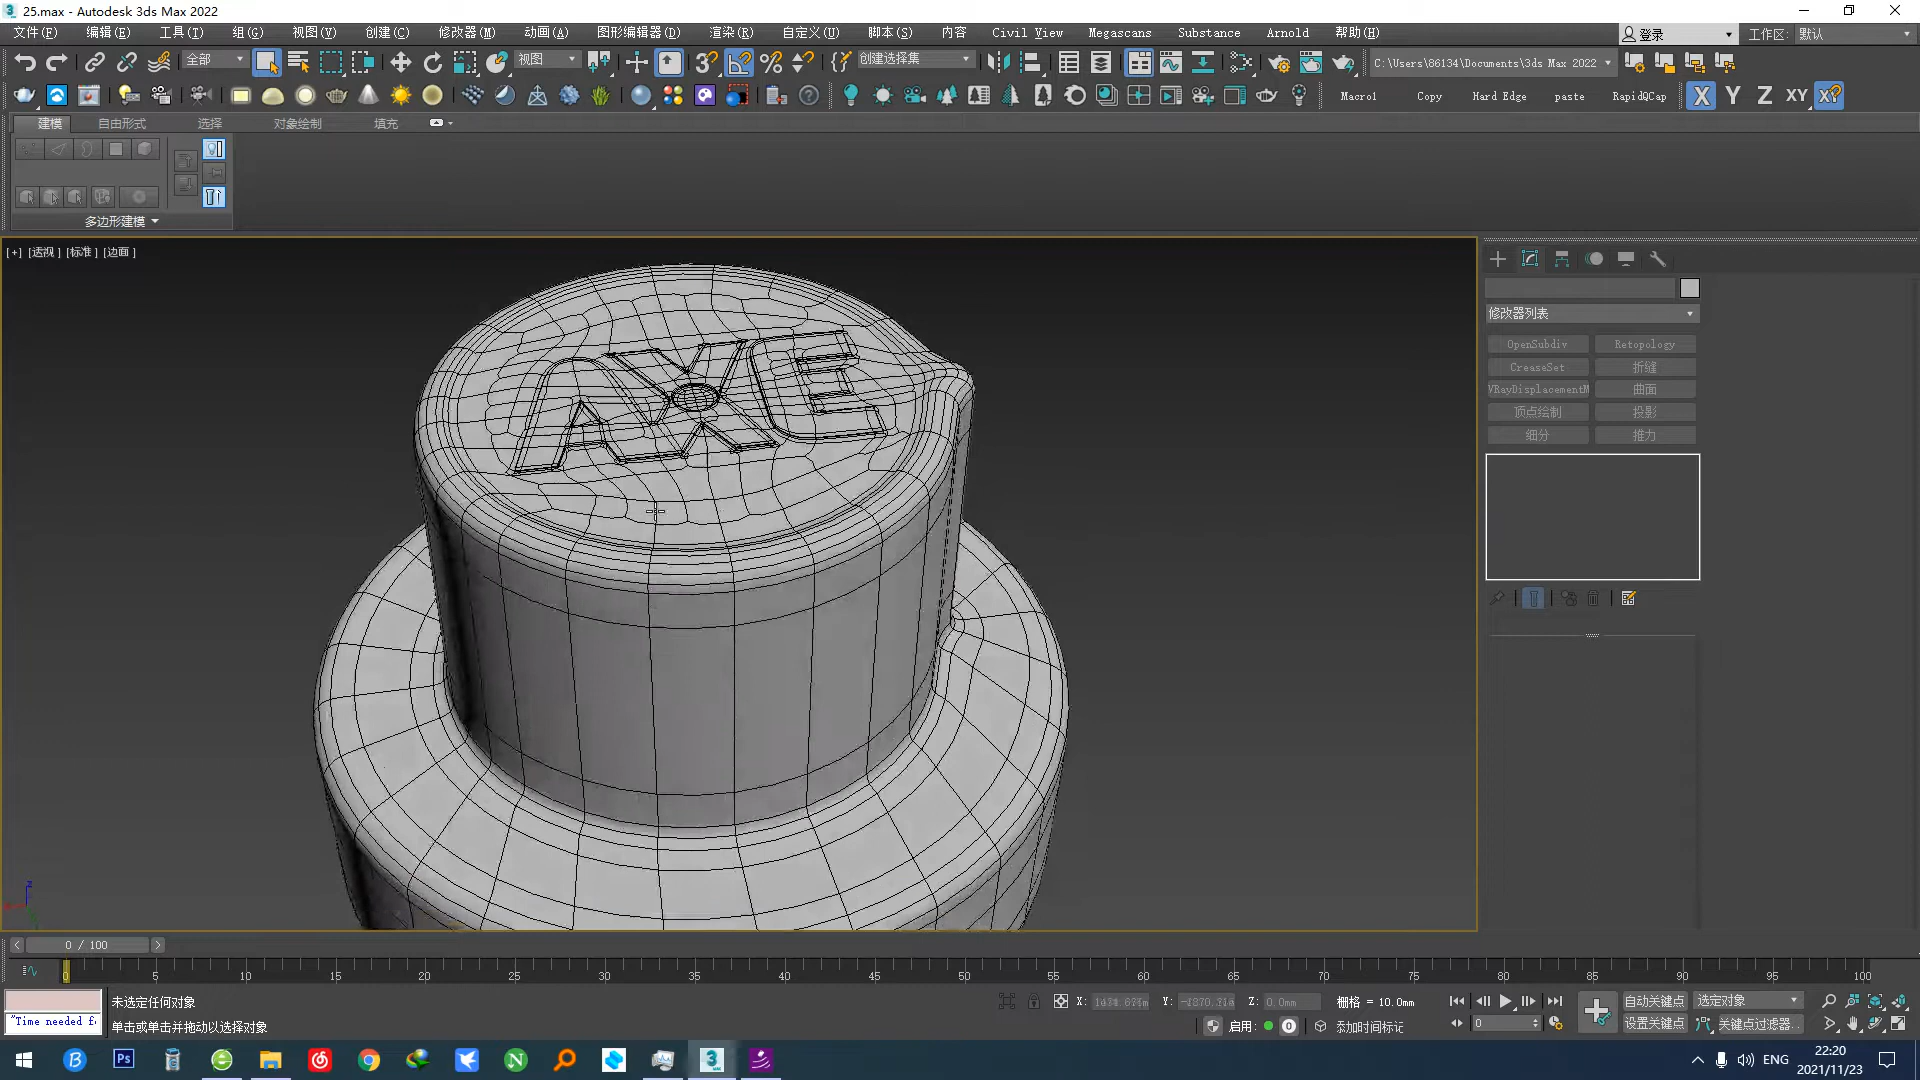 25.max - Autodesk 3ds Max 2022
文件(F) 编辑(E) 工具(T) 组(G) 视图(V) 创建(C) 修改器(M) 动画(A) 图形编辑器(D) 渲染(R) 自定义(U) 脚本(S) 内容 Civil View Megascans Substance Arnold 帮助(H) 登录 工作区: 默认
全部 视图 创建选择集 C:\Users\86134\Documents\3ds Max 2022
Macro1 Copy Hard Edge paste RapidQCap X Y Z XY XY
建模 自由形式 选择 对象绘制 填充
多边形建模
[+] [透视] [标准] [边面]
修改器列表
OpenSubdiv Retopology
CreaseSet 折缝
VRayDisplacementM 曲面
顶点绘制 投影
细分 推力
AXE
0 / 100
0 5 10 15 20 25 30 35 40 45 50 55 60 65 70 75 80 85 90 95 100
未选定任何对象 X: Y: Z: 0.0mm 栅格 = 10.0mm 自动关键点 选定对象
"Time needed f 单击或单击并拖动以选择对象 启用: 添加时间标记 0 设置关键点 关键点过滤器...
ENG 22:20
2021/11/23